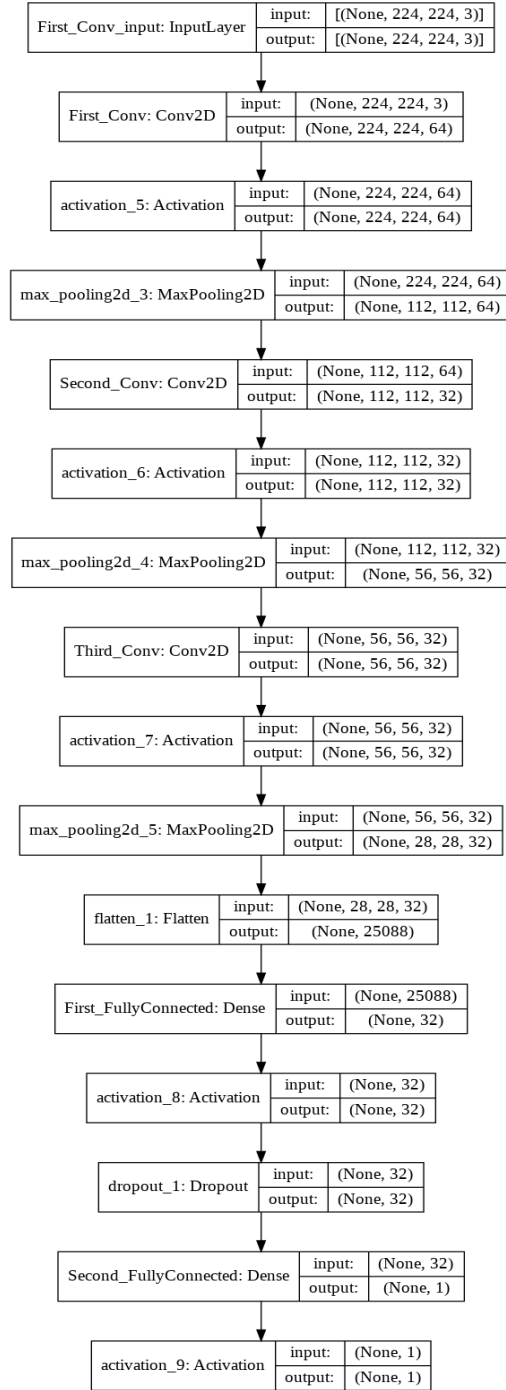 First_Conv_input: InputLayer
input: [(None, 224, 224, 3)]
output: [(None, 224, 224, 3)]
First_Conv: Conv2D
input: (None, 224, 224, 3)
output: (None, 224, 224, 64)
activation_5: Activation
input: (None, 224, 224, 64)
output: (None, 224, 224, 64)
max_pooling2d_3: MaxPooling2D
input: (None, 224, 224, 64)
output: (None, 112, 112, 64)
Second_Conv: Conv2D
input: (None, 112, 112, 64)
output: (None, 112, 112, 32)
activation_6: Activation
input: (None, 112, 112, 32)
output: (None, 112, 112, 32)
max_pooling2d_4: MaxPooling2D
input: (None, 112, 112, 32)
output: (None, 56, 56, 32)
Third_Conv: Conv2D
input: (None, 56, 56, 32)
output: (None, 56, 56, 32)
activation_7: Activation
input: (None, 56, 56, 32)
output: (None, 56, 56, 32)
max_pooling2d_5: MaxPooling2D
input: (None, 56, 56, 32)
output: (None, 28, 28, 32)
flatten_1: Flatten
input: (None, 28, 28, 32)
output: (None, 25088)
First_FullyConnected: Dense
input: (None, 25088)
output: (None, 32)
activation_8: Activation
input: (None, 32)
output: (None, 32)
dropout_1: Dropout
input: (None, 32)
output: (None, 32)
Second_FullyConnected: Dense
input: (None, 32)
output: (None, 1)
activation_9: Activation
input: (None, 1)
output: (None, 1)